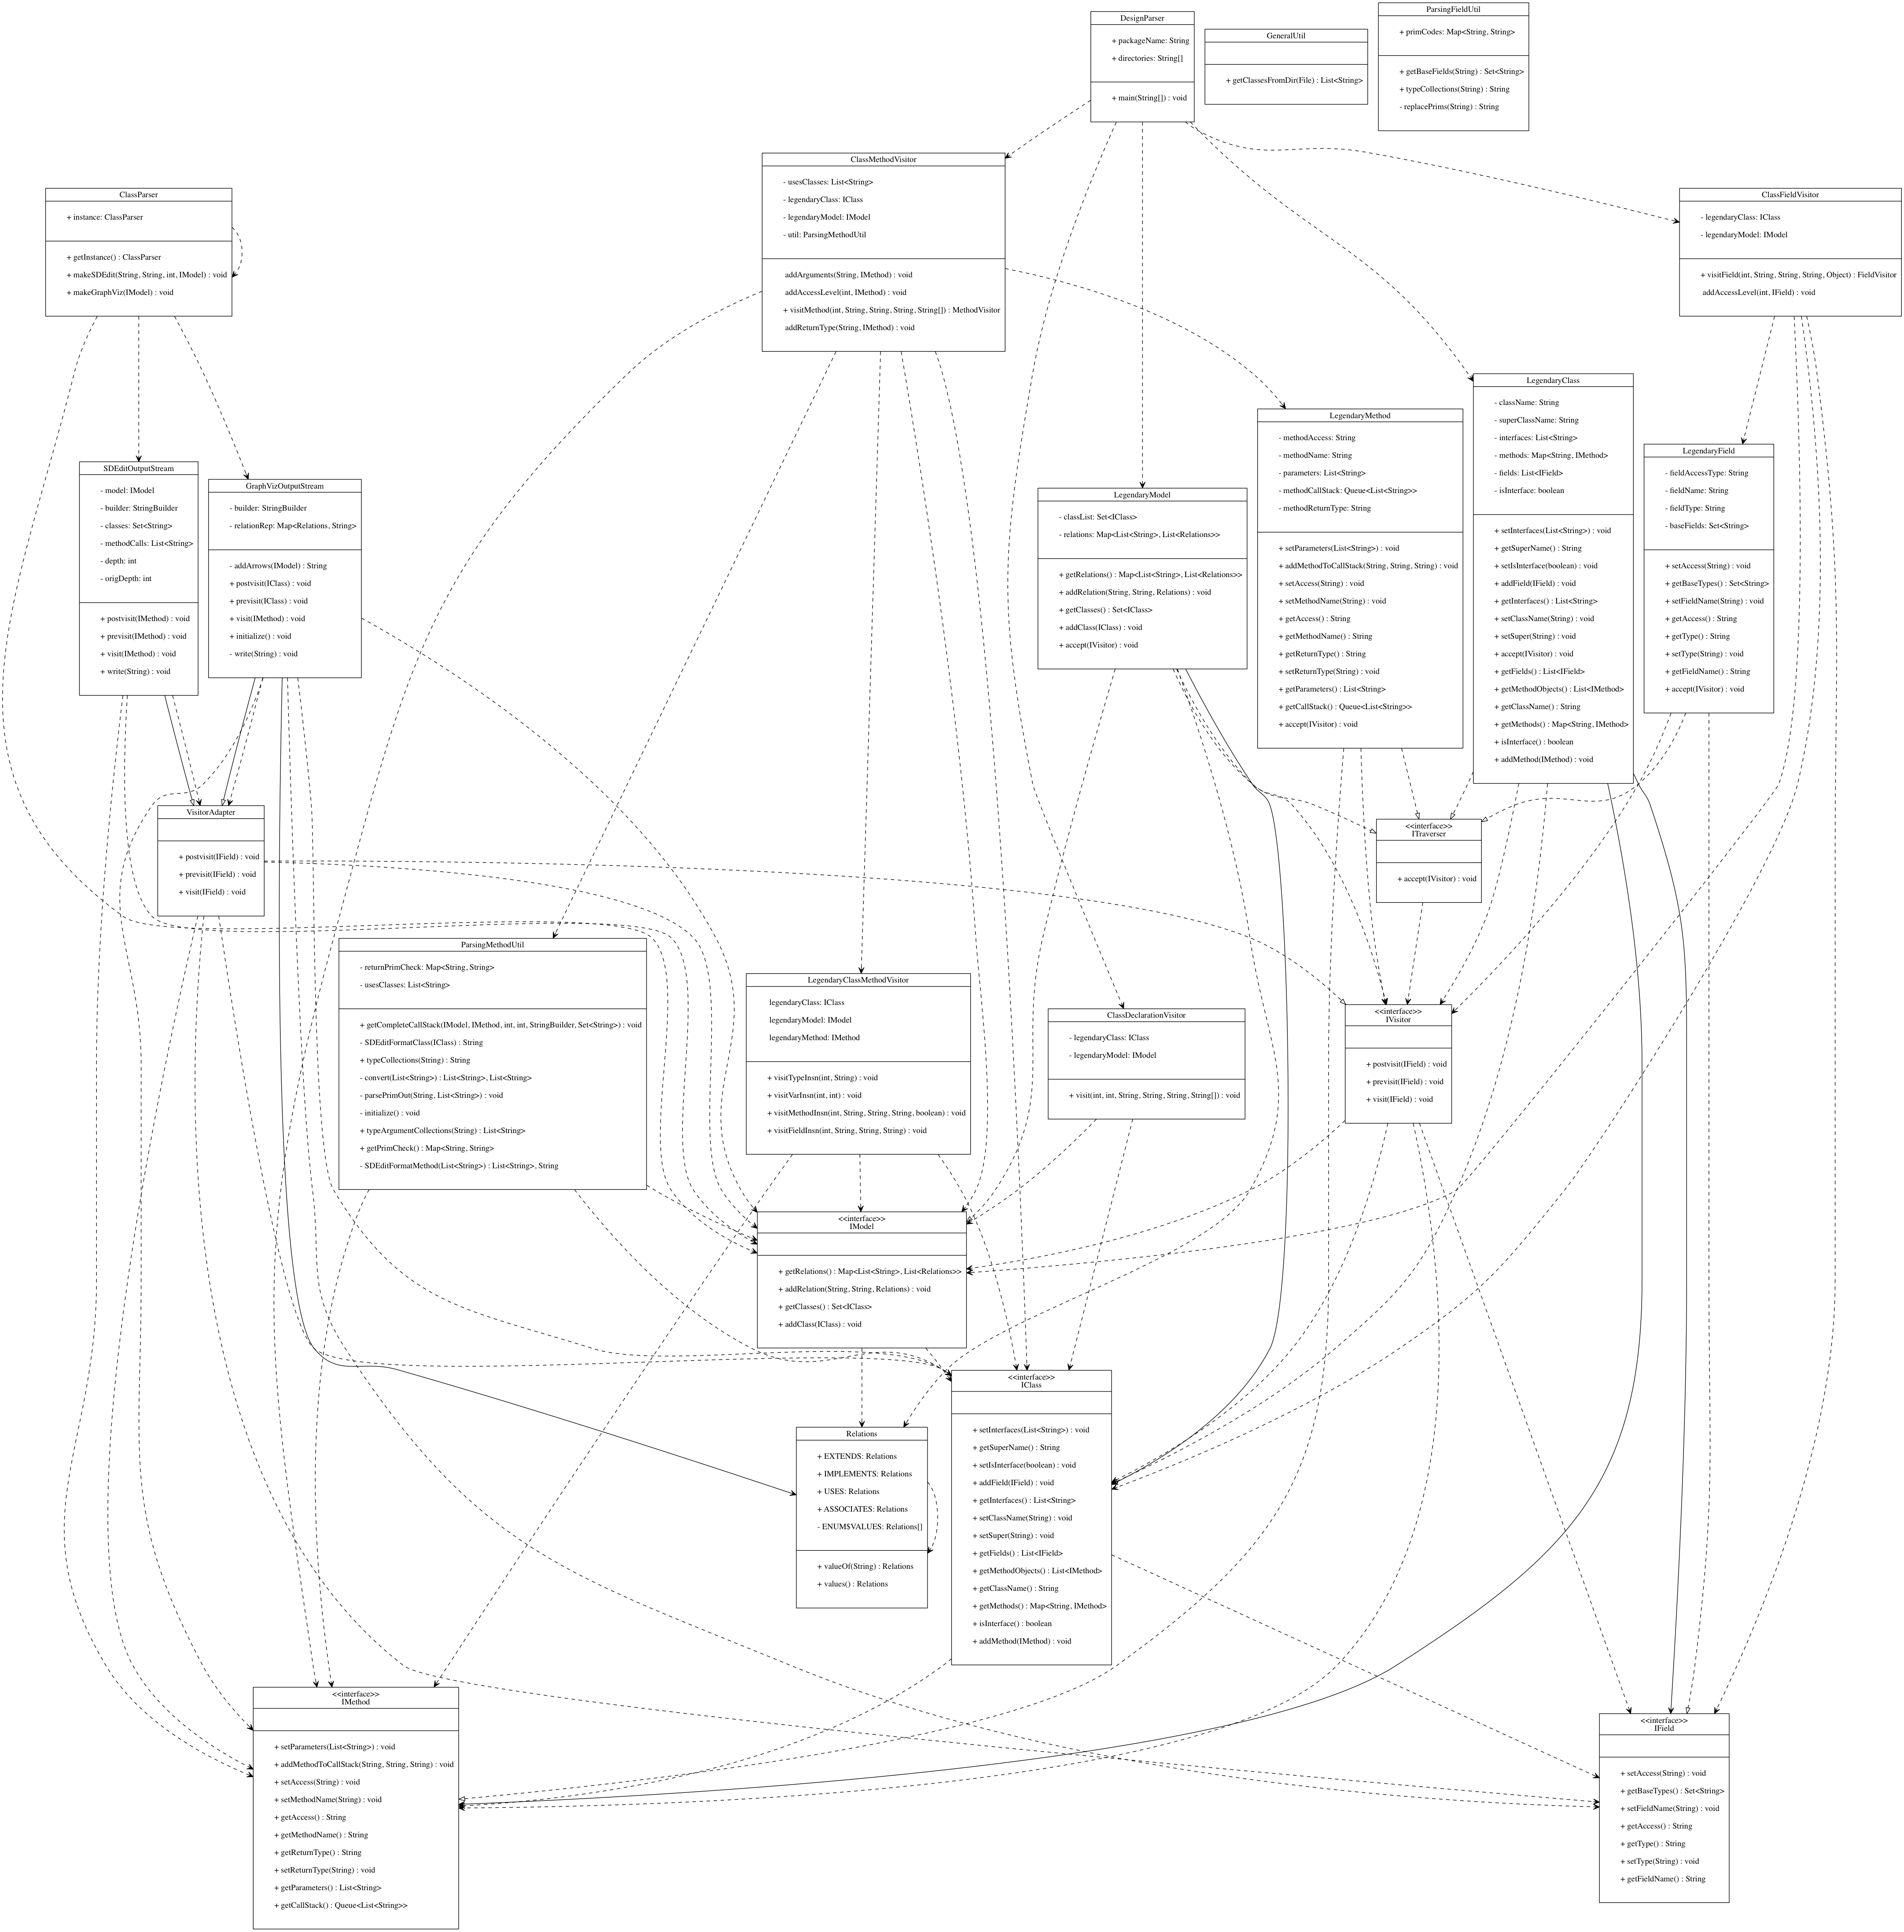 DesignParser
+ packageName: String
+ directories: String[]
+ main(String[]) : void
GeneralUtil
+ getClassesFromDir(File) : List<String>
ParsingFieldUtil
+ primCodes: Map<String, String>
+ getBaseFields(String) : Set<String>
+ typeCollections(String) : String
- replacePrims(String) : String
ClassMethodVisitor
- usesClasses: List<String>
- legendaryClass: IClass
- legendaryModel: IModel
- util: ParsingMethodUtil
addArguments(String, IMethod) : void
addAccessLevel(int, IMethod) : void
+ visitMethod(int, String, String, String, String[]) : MethodVisitor
addReturnType(String, IMethod) : void
ClassParser
+ instance: ClassParser
+ getInstance() : ClassParser
+ makeSDEdit(String, String, int, IModel) : void
+ makeGraphViz(IModel) : void
ClassFieldVisitor
- legendaryClass: IClass
- legendaryModel: IModel
+ visitField(int, String, String, String, Object) : FieldVisitor
addAccessLevel(int, IField) : void
SDEditOutputStream
- model: IModel
- builder: StringBuilder
- classes: Set<String>
- methodCalls: List<String>
- depth: int
- origDepth: int
+ postvisit(IMethod) : void
+ previsit(IMethod) : void
+ visit(IMethod) : void
+ write(String) : void
GraphVizOutputStream
- builder: StringBuilder
- relationRep: Map<Relations, String>
- addArrows(IModel) : String
+ postvisit(IClass) : void
+ previsit(IClass) : void
+ visit(IMethod) : void
+ initialize() : void
- write(String) : void
LegendaryModel
- classList: Set<IClass>
- relations: Map<List<String>, List<Relations>>
+ getRelations() : Map<List<String>, List<Relations>>
+ addRelation(String, String, Relations) : void
+ getClasses() : Set<IClass>
+ addClass(IClass) : void
+ accept(IVisitor) : void
LegendaryMethod
- methodAccess: String
- methodName: String
- parameters: List<String>
- methodCallStack: Queue<List<String>>
- methodReturnType: String
+ setParameters(List<String>) : void
+ addMethodToCallStack(String, String, String) : void
+ setAccess(String) : void
+ setMethodName(String) : void
+ getAccess() : String
+ getMethodName() : String
+ getReturnType() : String
+ setReturnType(String) : void
+ getParameters() : List<String>
+ getCallStack() : Queue<List<String>>
+ accept(IVisitor) : void
LegendaryClass
- className: String
- superClassName: String
- interfaces: List<String>
- methods: Map<String, IMethod>
- fields: List<IField>
- isInterface: boolean
+ setInterfaces(List<String>) : void
+ getSuperName() : String
+ setIsInterface(boolean) : void
+ addField(IField) : void
+ getInterfaces() : List<String>
+ setClassName(String) : void
+ setSuper(String) : void
+ accept(IVisitor) : void
+ getFields() : List<IField>
+ getMethodObjects() : List<IMethod>
+ getClassName() : String
+ getMethods() : Map<String, IMethod>
+ isInterface() : boolean
+ addMethod(IMethod) : void
LegendaryField
- fieldAccessType: String
- fieldName: String
- fieldType: String
- baseFields: Set<String>
+ setAccess(String) : void
+ getBaseTypes() : Set<String>
+ setFieldName(String) : void
+ getAccess() : String
+ getType() : String
+ setType(String) : void
+ getFieldName() : String
+ accept(IVisitor) : void
VisitorAdapter
+ postvisit(IField) : void
+ previsit(IField) : void
+ visit(IField) : void
<<interface>>
ITraverser
+ accept(IVisitor) : void
ParsingMethodUtil
- returnPrimCheck: Map<String, String>
- usesClasses: List<String>
+ getCompleteCallStack(IModel, IMethod, int, int, StringBuilder, Set<String>) : void
- SDEditFormatClass(IClass) : String
+ typeCollections(String) : String
- convert(List<String>) : List<String>, List<String>
- parsePrimOut(String, List<String>) : void
- initialize() : void
+ typeArgumentCollections(String) : List<String>
+ getPrimCheck() : Map<String, String>
- SDEditFormatMethod(List<String>) : List<String>, String
LegendaryClassMethodVisitor
legendaryClass: IClass
legendaryModel: IModel
legendaryMethod: IMethod
+ visitTypeInsn(int, String) : void
+ visitVarInsn(int, int) : void
+ visitMethodInsn(int, String, String, String, boolean) : void
+ visitFieldInsn(int, String, String, String) : void
ClassDeclarationVisitor
- legendaryClass: IClass
- legendaryModel: IModel
+ visit(int, int, String, String, String, String[]) : void
<<interface>>
IVisitor
+ postvisit(IField) : void
+ previsit(IField) : void
+ visit(IField) : void
<<interface>>
IModel
+ getRelations() : Map<List<String>, List<Relations>>
+ addRelation(String, String, Relations) : void
+ getClasses() : Set<IClass>
+ addClass(IClass) : void
Relations
+ EXTENDS: Relations
+ IMPLEMENTS: Relations
+ USES: Relations
+ ASSOCIATES: Relations
- ENUM$VALUES: Relations[]
+ valueOf(String) : Relations
+ values() : Relations
<<interface>>
IClass
+ setInterfaces(List<String>) : void
+ getSuperName() : String
+ setIsInterface(boolean) : void
+ addField(IField) : void
+ getInterfaces() : List<String>
+ setClassName(String) : void
+ setSuper(String) : void
+ getFields() : List<IField>
+ getMethodObjects() : List<IMethod>
+ getClassName() : String
+ getMethods() : Map<String, IMethod>
+ isInterface() : boolean
+ addMethod(IMethod) : void
<<interface>>
IMethod
+ setParameters(List<String>) : void
+ addMethodToCallStack(String, String, String) : void
+ setAccess(String) : void
+ setMethodName(String) : void
+ getAccess() : String
+ getMethodName() : String
+ getReturnType() : String
+ setReturnType(String) : void
+ getParameters() : List<String>
+ getCallStack() : Queue<List<String>>
<<interface>>
IField
+ setAccess(String) : void
+ getBaseTypes() : Set<String>
+ setFieldName(String) : void
+ getAccess() : String
+ getType() : String
+ setType(String) : void
+ getFieldName() : String